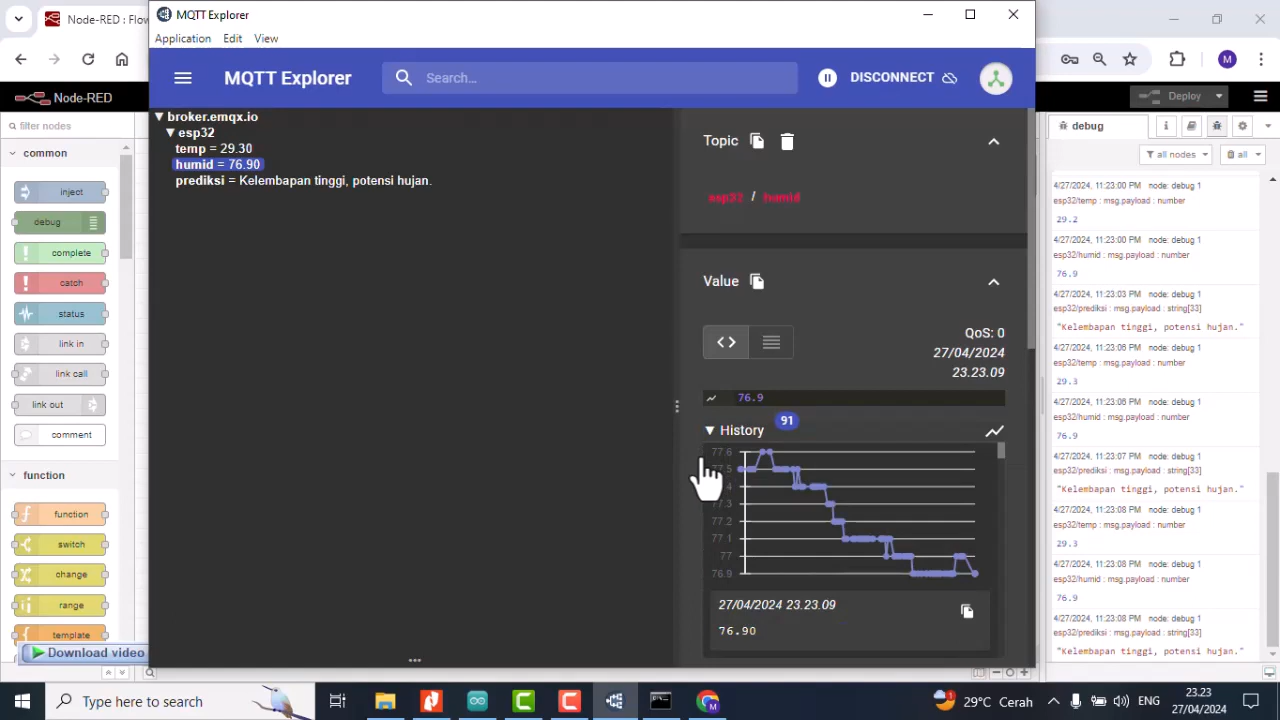 Node-RED : Flow
MQTT Explorer
Application Edit View
MQTT Explorer
Search...
DISCONNECT
M
Node-RED
Deploy
filter nodes
common
inject
debug
complete
catch
status
link in
link call
link out
comment
function
function
switch
change
range
template
Download video
broker.emqx.io
esp32
temp = 29.30
humid = 76.90
prediksi = Kelembapan tinggi, potensi hujan.
Topic
esp32 / humid
Value
QoS: 0
27/04/2024
23.23.09
76.9
History 91
77.6
77.5
77.3
77.2
77.1
77
76.9
27/04/2024 23.23.09
76.90
debug
i
all nodes
all
4/27/2024, 11:23:00 PM node: debug 1
esp32/temp : msg.payload : number
29.2
4/27/2024, 11:23:00 PM node: debug 1
esp32/humid : msg.payload : number
76.9
4/27/2024, 11:23:03 PM node: debug 1
esp32/prediksi : msg.payload : string[33]
"Kelembapan tinggi, potensi hujan."
4/27/2024, 11:23:06 PM node: debug 1
esp32/temp : msg.payload : number
29.3
4/27/2024, 11:23:06 PM node: debug 1
esp32/humid : msg.payload : number
76.9
4/27/2024, 11:23:07 PM node: debug 1
esp32/prediksi : msg.payload : string[33]
"Kelembapan tinggi, potensi hujan."
4/27/2024, 11:23:08 PM node: debug 1
esp32/temp : msg.payload : number
29.3
4/27/2024, 11:23:08 PM node: debug 1
esp32/humid : msg.payload : number
76.9
4/27/2024, 11:23:08 PM node: debug 1
esp32/prediksi : msg.payload : string[33]
"Kelembapan tinggi, potensi hujan."
Type here to search
29°C Cerah
ENG
23.23
27/04/2024